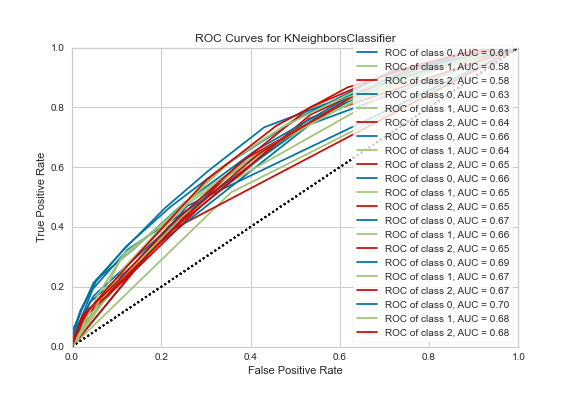 ROC Curves for KNeighborsClassifier
1.0
0.8
0.6
0.4
0.2
0.0
True Positive Rate
ROC of class 0, AUC = 0.61
ROC of class 1, AUC = 0.58
ROC of class 2, AUC = 0.58
ROC of class 0, AUC = 0.63
ROC of class 1, AUC = 0.63
ROC of class 2, AUC = 0.64
ROC of class 0, AUC = 0.66
ROC of class 1, AUC = 0.64
ROC of class 2, AUC = 0.65
ROC of class 0, AUC = 0.66
ROC of class 1, AUC = 0.65
ROC of class 2, AUC = 0.65
ROC of class 0, AUC = 0.67
ROC of class 1, AUC = 0.66
ROC of class 2, AUC = 0.65
ROC of class 0, AUC = 0.69
ROC of class 1, AUC = 0.67
ROC of class 2, AUC = 0.67
ROC of class 0, AUC = 0.70
ROC of class 1, AUC = 0.68
ROC of class 2, AUC = 0.68
0.0 0.2 0.4 0.6 0.8 1.0
False Positive Rate